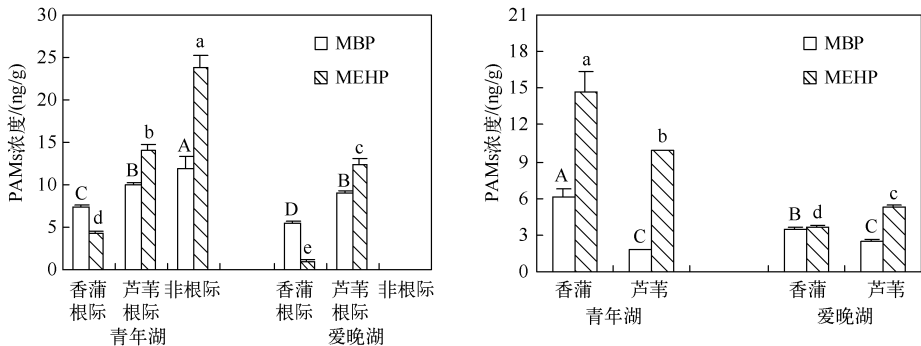 PAMs浓度/(ng/g)
30
25
20
15
10
5
0
MBP
MEHP
C
d
B
b
A
a
D
e
B
c
香蒲 芦苇 非根际 香蒲 芦苇 非根际
根际 根际 根际 根际
青年湖 爱晚湖
PAMs浓度/(ng/g)
21
18
15
12
9
6
3
0
MBP
MEHP
A
a
C
b
B
d
C
c
香蒲 芦苇 香蒲 芦苇
青年湖 爱晚湖